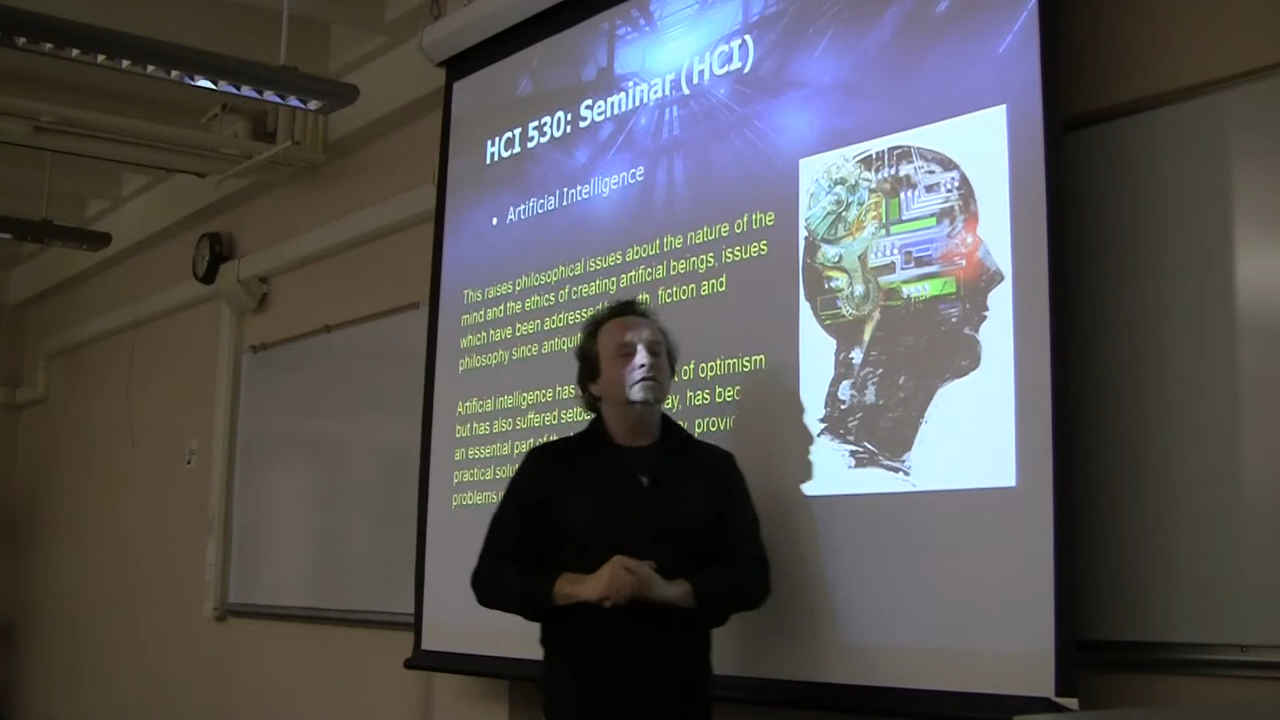 HCI 530: Seminar (HCI)
• Artificial Intelligence
This raises philosophical issues about the nature of the
mind and the ethics of creating artificial beings, issues
which have been addressed fiction and
philosophy since
Artificial intelligence has of optimism
but has also suffered has
an essential part of
practical
problems